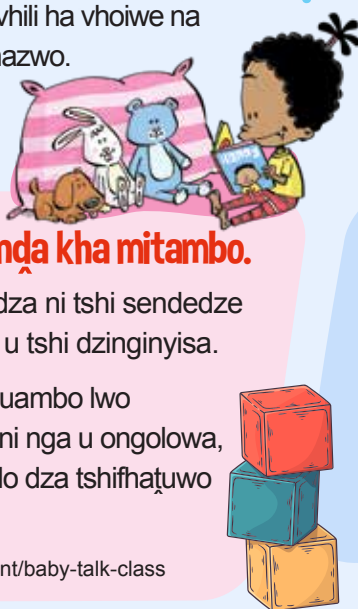 vhili ha vhoiwe na
nazwo.
mḓa kha mitambo.
dza ni tshi sendedze
u tshi dzinginyisa.
uambo lwo
ni nga u ongolowa,
lo dza tshifhaṱuwo
nt/baby-talk-class